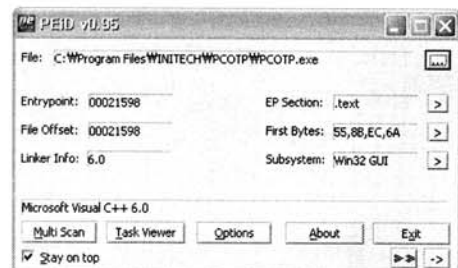 PEiD v0.95
File: C:₩Program Files₩INITECH₩PCOTP₩PCOTP.exe
...
Entrypoint: 00021598 EP Section: .text >
File Offset: 00021598 First Bytes: 55,8B,EC,6A >
Linker Info: 6.0 Subsystem: Win32 GUI >
Microsoft Visual C++ 6.0
Multi Scan Task Viewer Options About Exit
Stay on top ->